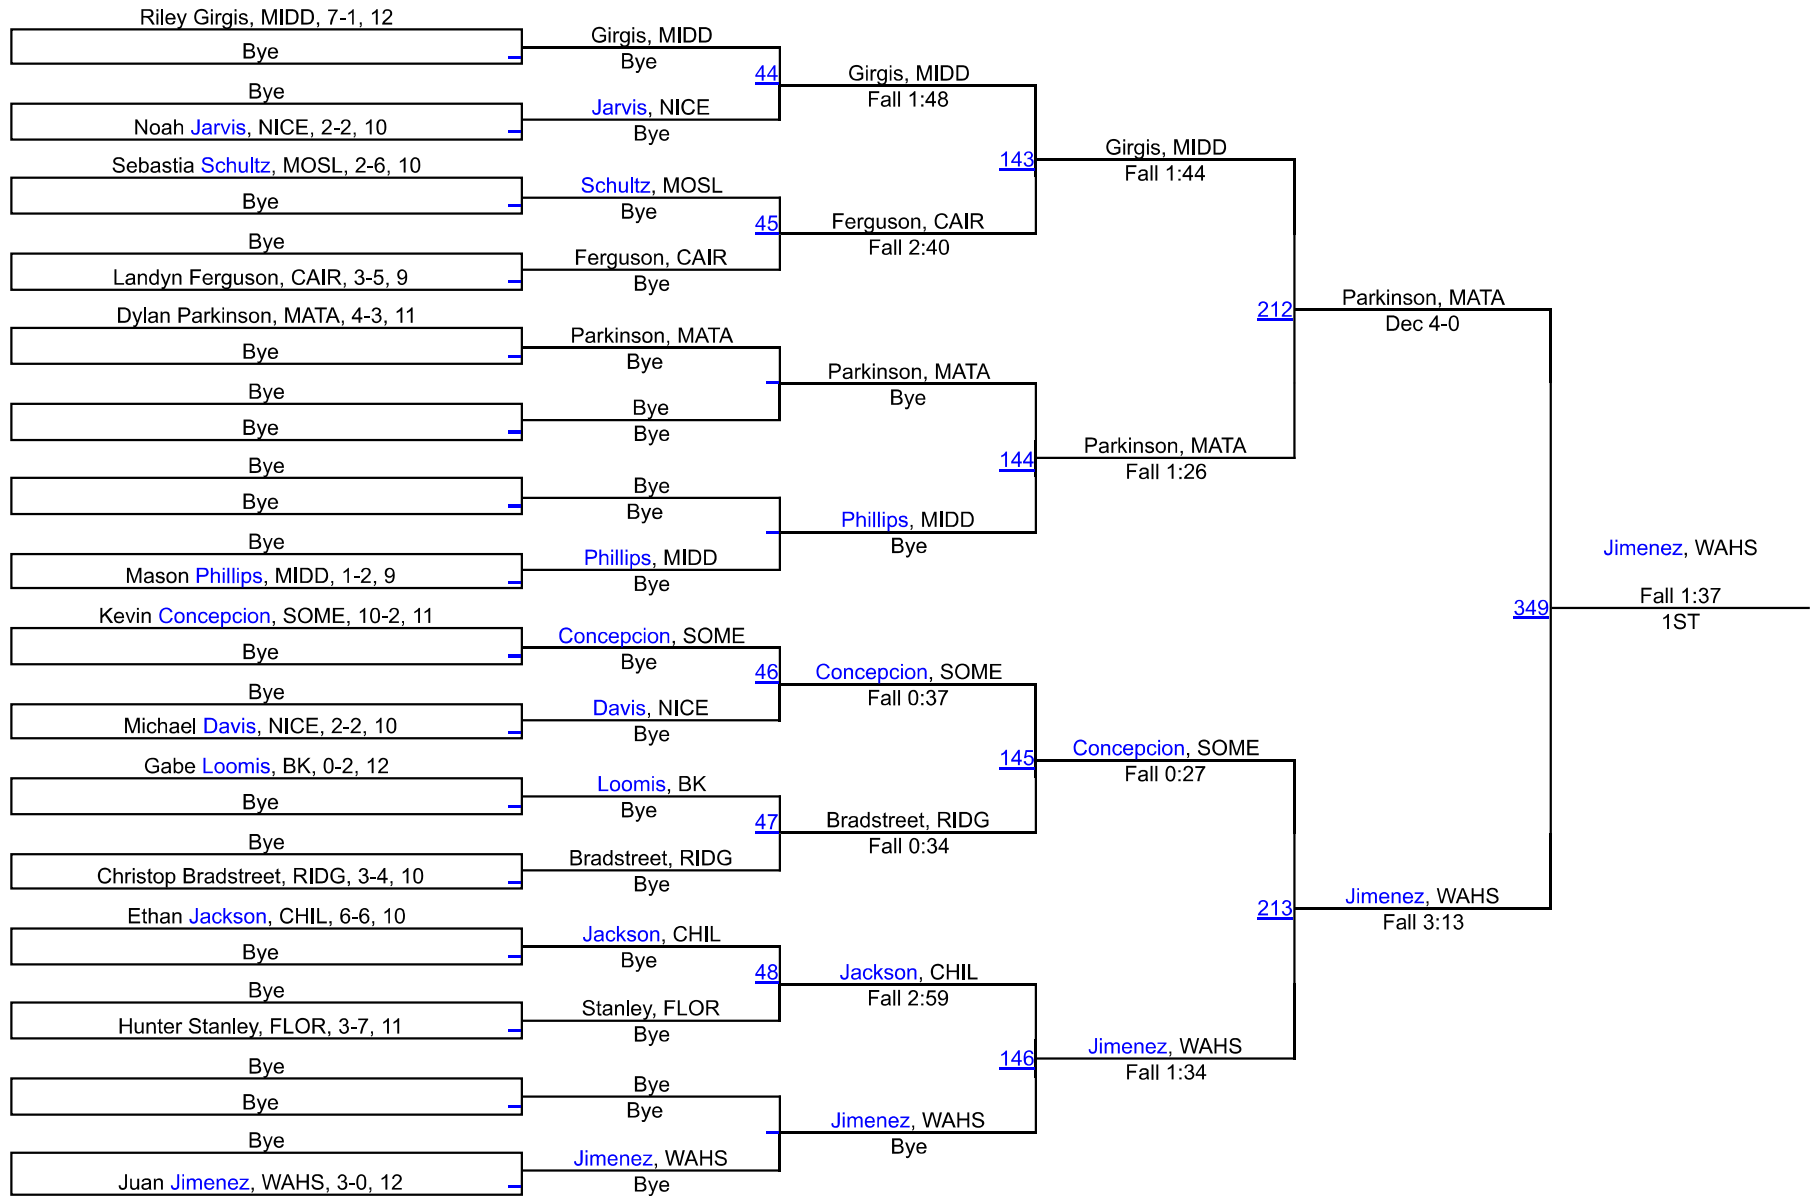 Riley Girgis, MIDD, 7-1, 12
Bye
Bye
Noah Jarvis, NICE, 2-2, 10
Sebastia Schultz, MOSL, 2-6, 10
Bye
Bye
Landyn Ferguson, CAIR, 3-5, 9
Dylan Parkinson, MATA, 4-3, 11
Bye
Bye
Bye
Bye
Bye
Bye
Mason Phillips, MIDD, 1-2, 9
Kevin Concepcion, SOME, 10-2, 11
Bye
Bye
Michael Davis, NICE, 2-2, 10
Gabe Loomis, BK, 0-2, 12
Bye
Bye
Christop Bradstreet, RIDG, 3-4, 10
Ethan Jackson, CHIL, 6-6, 10
Bye
Bye
Hunter Stanley, FLOR, 3-7, 11
Bye
Bye
Bye
Juan Jimenez, WAHS, 3-0, 12
Girgis, MIDD
Bye
44
Jarvis, NICE
Bye
Schultz, MOSL
Bye
45
Ferguson, CAIR
Bye
Parkinson, MATA
Bye
Bye
Bye
Bye
Bye
Phillips, MIDD
Bye
Concepcion, SOME
Bye
46
Davis, NICE
Bye
Loomis, BK
Bye
47
Bradstreet, RIDG
Bye
Jackson, CHIL
Bye
48
Stanley, FLOR
Bye
Bye
Bye
Jimenez, WAHS
Bye
Girgis, MIDD
Fall 1:48
143
Ferguson, CAIR
Fall 2:40
Parkinson, MATA
Bye
144
Phillips, MIDD
Bye
Concepcion, SOME
Fall 0:37
145
Bradstreet, RIDG
Fall 0:34
Jackson, CHIL
Fall 2:59
146
Jimenez, WAHS
Bye
Girgis, MIDD
Fall 1:44
212
Parkinson, MATA
Fall 1:26
Concepcion, SOME
Fall 0:27
213
Jimenez, WAHS
Fall 1:34
Parkinson, MATA
Dec 4-0
349
Jimenez, WAHS
Fall 3:13
Jimenez, WAHS
Fall 1:37
1ST